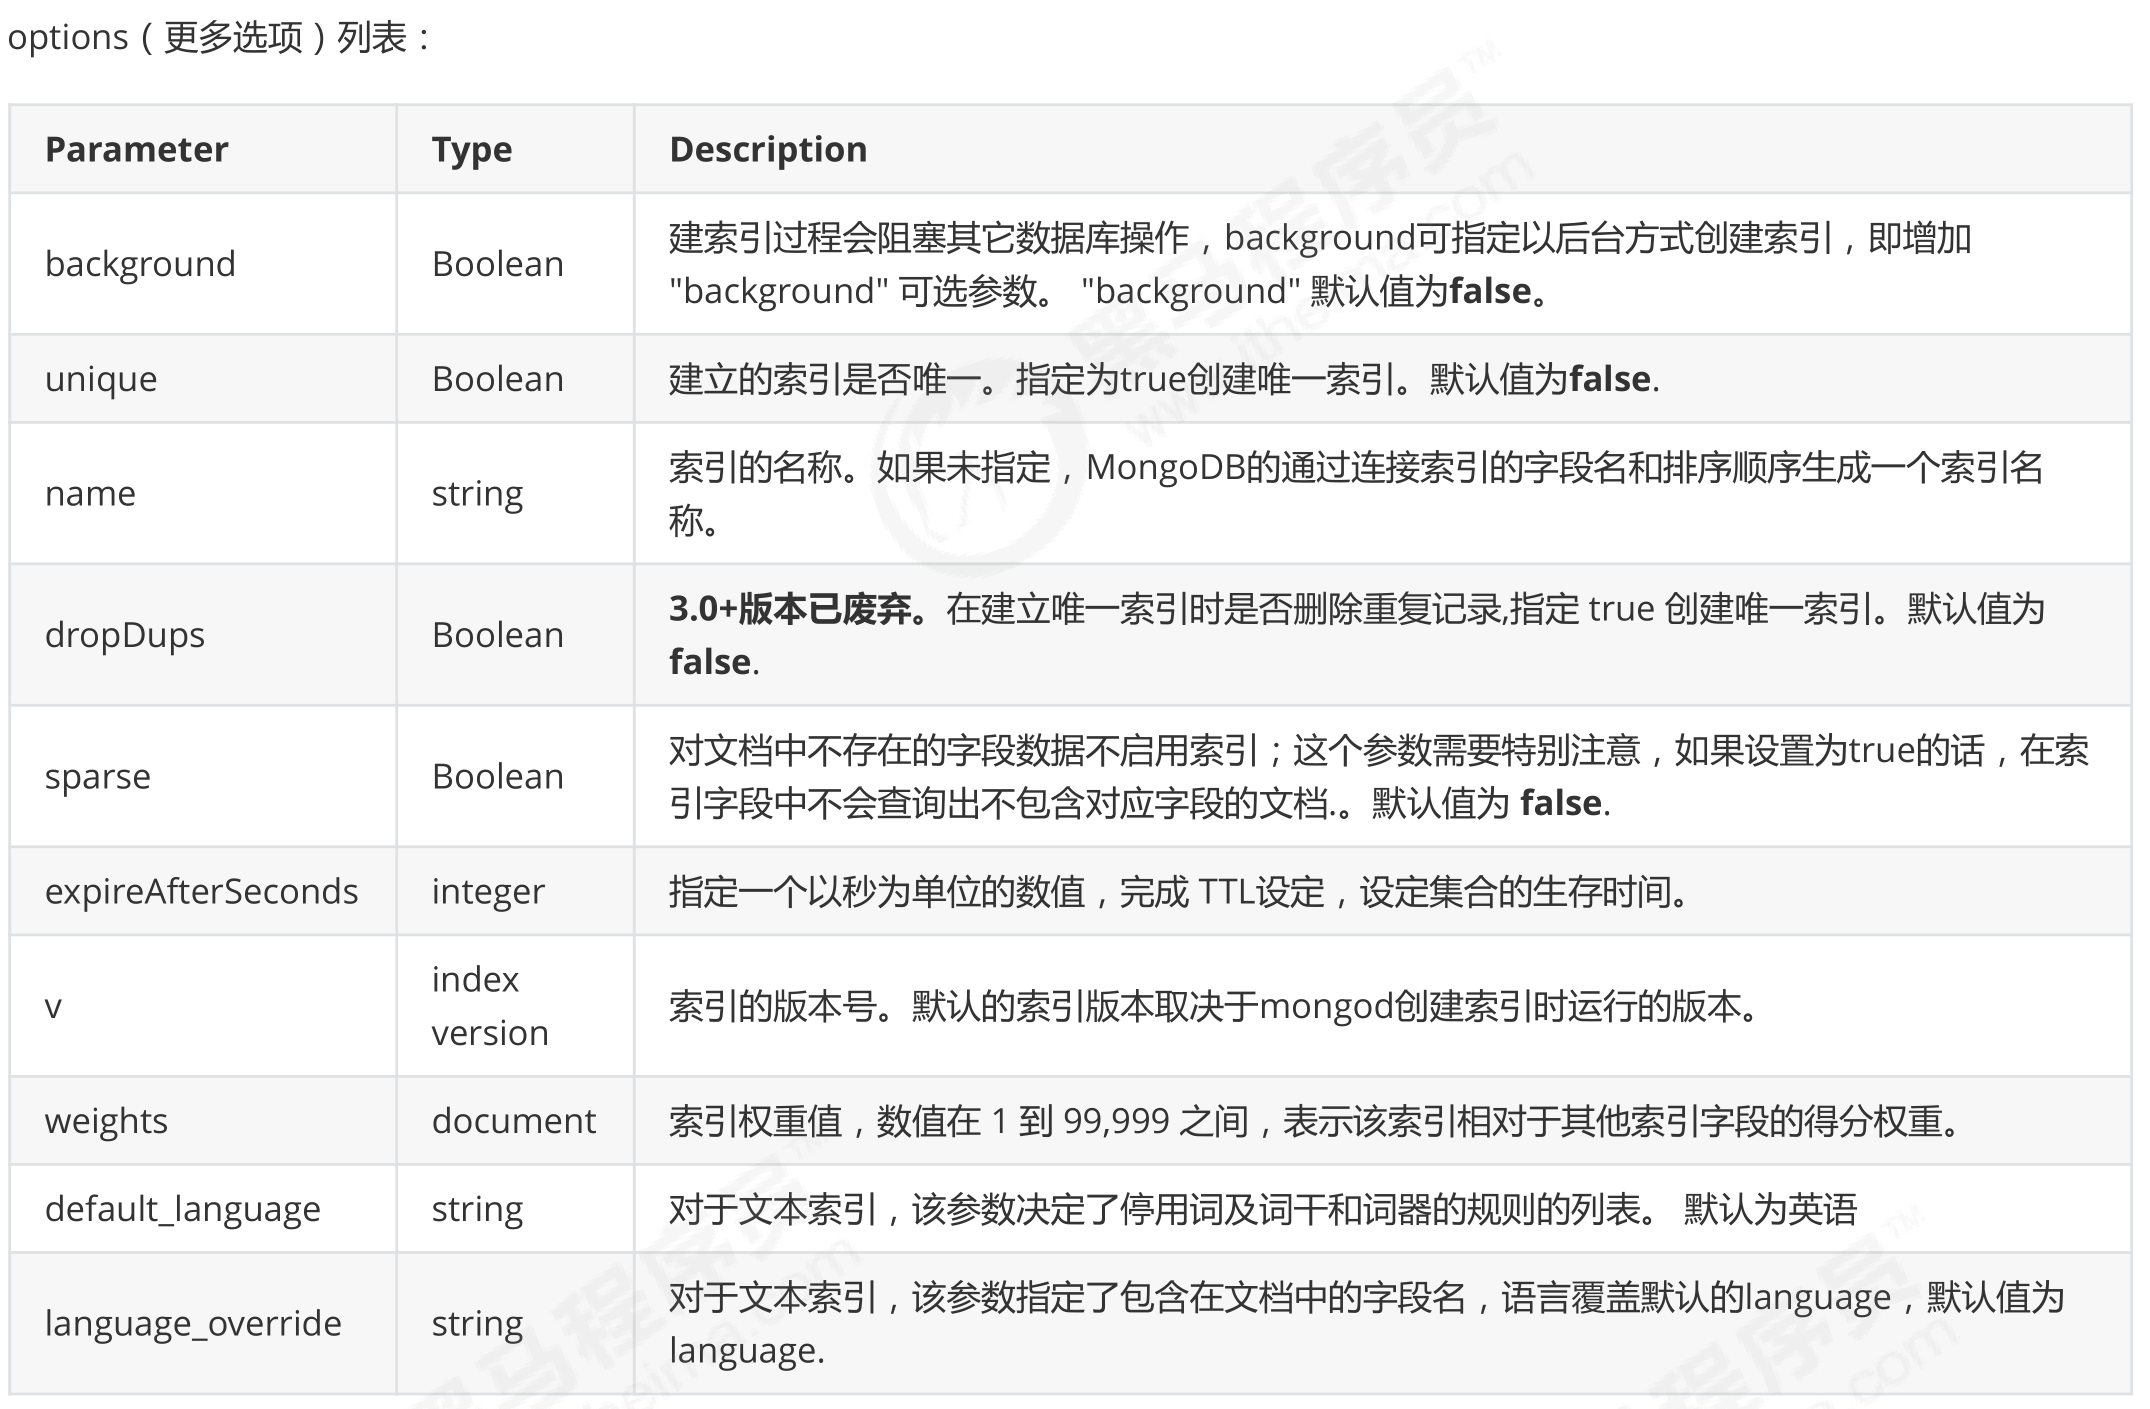 options（更多选项）列表：
Parameter Type Description
background Boolean 建索引过程会阻塞其它数据库操作，background可指定以后台方式创建索引，即增加
"background" 可选参数。 "background" 默认值为false。
unique Boolean 建立的索引是否唯一。指定为true创建唯一索引。默认值为false.
name string 索引的名称。如果未指定，MongoDB的通过连接索引的字段名和排序顺序生成一个索引名
称。
dropDups Boolean 3.0+版本已废弃。在建立唯一索引时是否删除重复记录,指定 true 创建唯一索引。默认值为
false.
sparse Boolean 对文档中不存在的字段数据不启用索引；这个参数需要特别注意，如果设置为true的话，在索
引字段中不会查询出不包含对应字段的文档.。默认值为 false.
expireAfterSeconds integer 指定一个以秒为单位的数值，完成 TTL设定，设定集合的生存时间。
v index
version 索引的版本号。默认的索引版本取决于mongod创建索引时运行的版本。
weights document 索引权重值，数值在 1 到 99,999 之间，表示该索引相对于其他索引字段的得分权重。
default_language string 对于文本索引，该参数决定了停用词及词干和词器的规则的列表。 默认为英语
language_override string 对于文本索引，该参数指定了包含在文档中的字段名，语言覆盖默认的language，默认值为
language.
黑马程序员™
www.itheima.com